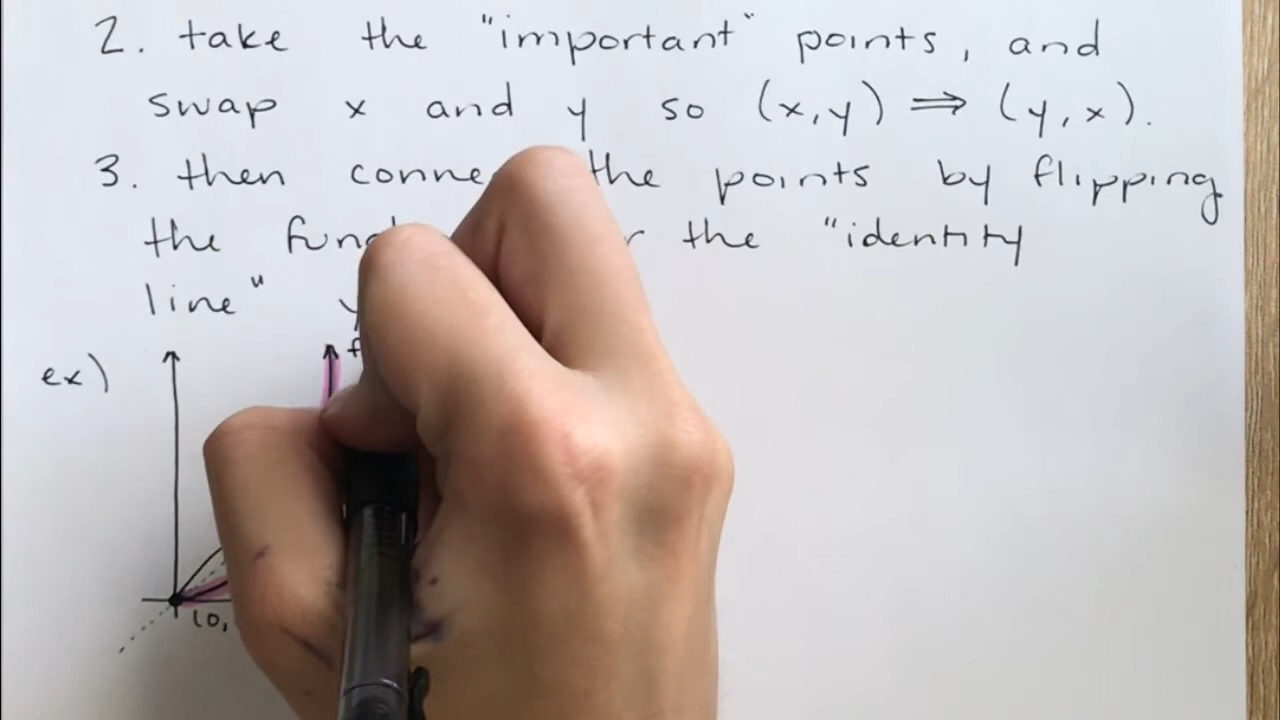 2. take the "important" points, and
swap x and y so (x,y) ⟹ (y,x).
3. then the points by flipping
the the "identity
line"
ex)
(0,